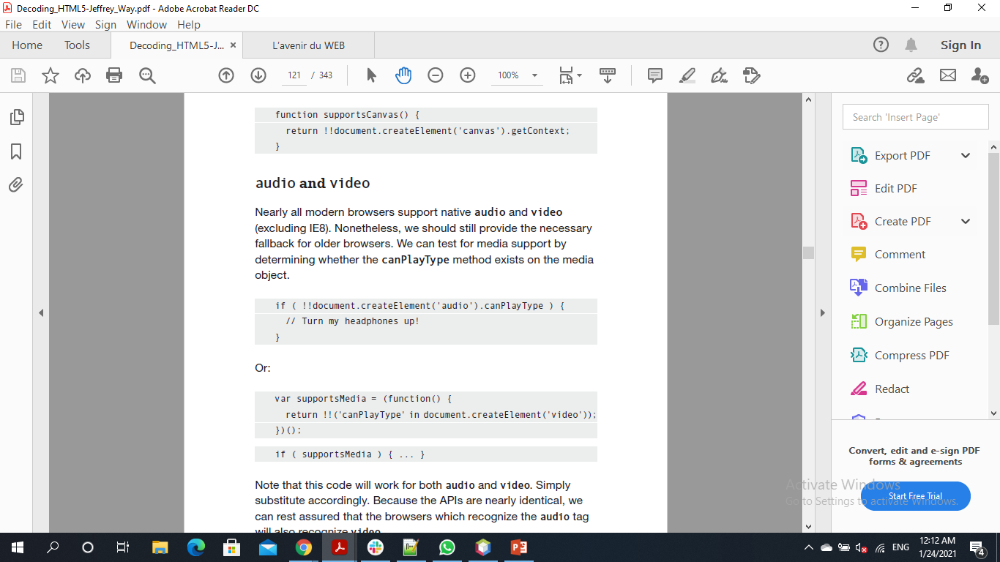 Decoding_HTML5-Jeffrey_Way.pdf - Adobe Acrobat Reader DC
File Edit View Sign Window Help
Home Tools Decoding_HTML5-J... × L'avenir du WEB Sign In
121 / 343 100%
function supportsCanvas() {
return !!document.createElement('canvas').getContext;
}
audio and video
Nearly all modern browsers support native audio and video
(excluding IE8). Nonetheless, we should still provide the necessary
fallback for older browsers. We can test for media support by
determining whether the canPlayType method exists on the media
object.
if ( !!document.createElement('audio').canPlayType ) {
// Turn my headphones up!
}
Or:
var supportsMedia = (function() {
return !!('canPlayType' in document.createElement('video'));
})();
if ( supportsMedia ) { ... }
Note that this code will work for both audio and video. Simply
substitute accordingly. Because the APIs are nearly identical, we
can rest assured that the browsers which recognize the audio tag
will also recognize video.
Search 'Insert Page'
Export PDF
Edit PDF
Create PDF
Comment
Combine Files
Organize Pages
Compress PDF
Redact
Convert, edit and e-sign PDF
forms & agreements
Start Free Trial
Activate Windows
Go to Settings to activate Windows.
ENG
12:12 AM
1/24/2021
4